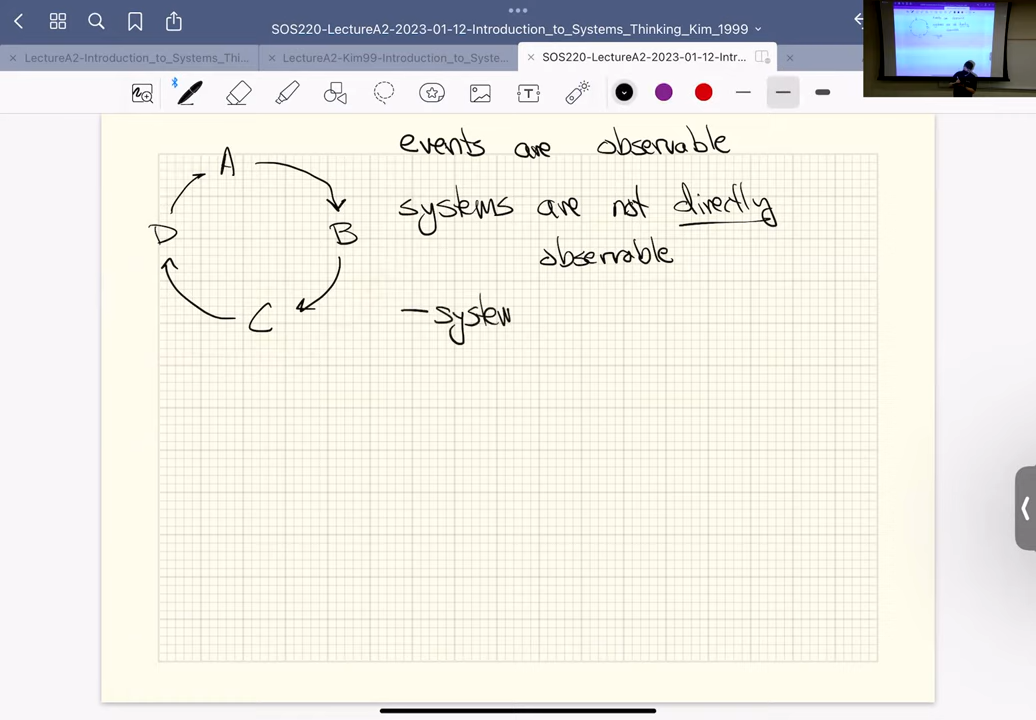 SOS220-LectureA2-2023-01-12-Introduction_to_Systems_Thinking_Kim_1999
LectureA2-Introduction_to_Systems_Thi...
LectureA2-Kim99-Introduction_to_Syste...
SOS220-LectureA2-2023-01-12-Intr...
events are observable
A
systems are not directly
D
B
observable
— system
C